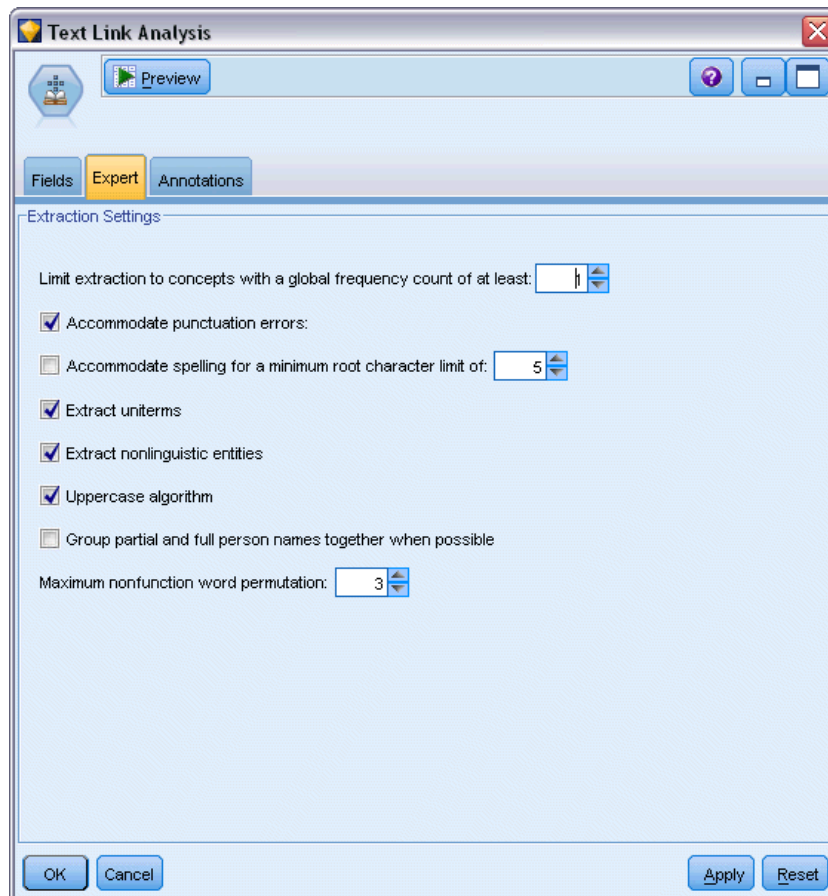 Text Link Analysis
Preview
Fields Expert Annotations
Extraction Settings
Limit extraction to concepts with a global frequency count of at least: 1
Accommodate punctuation errors:
Accommodate spelling for a minimum root character limit of: 5
Extract uniterms
Extract nonlinguistic entities
Uppercase algorithm
Group partial and full person names together when possible
Maximum nonfunction word permutation: 3
OK Cancel Apply Reset